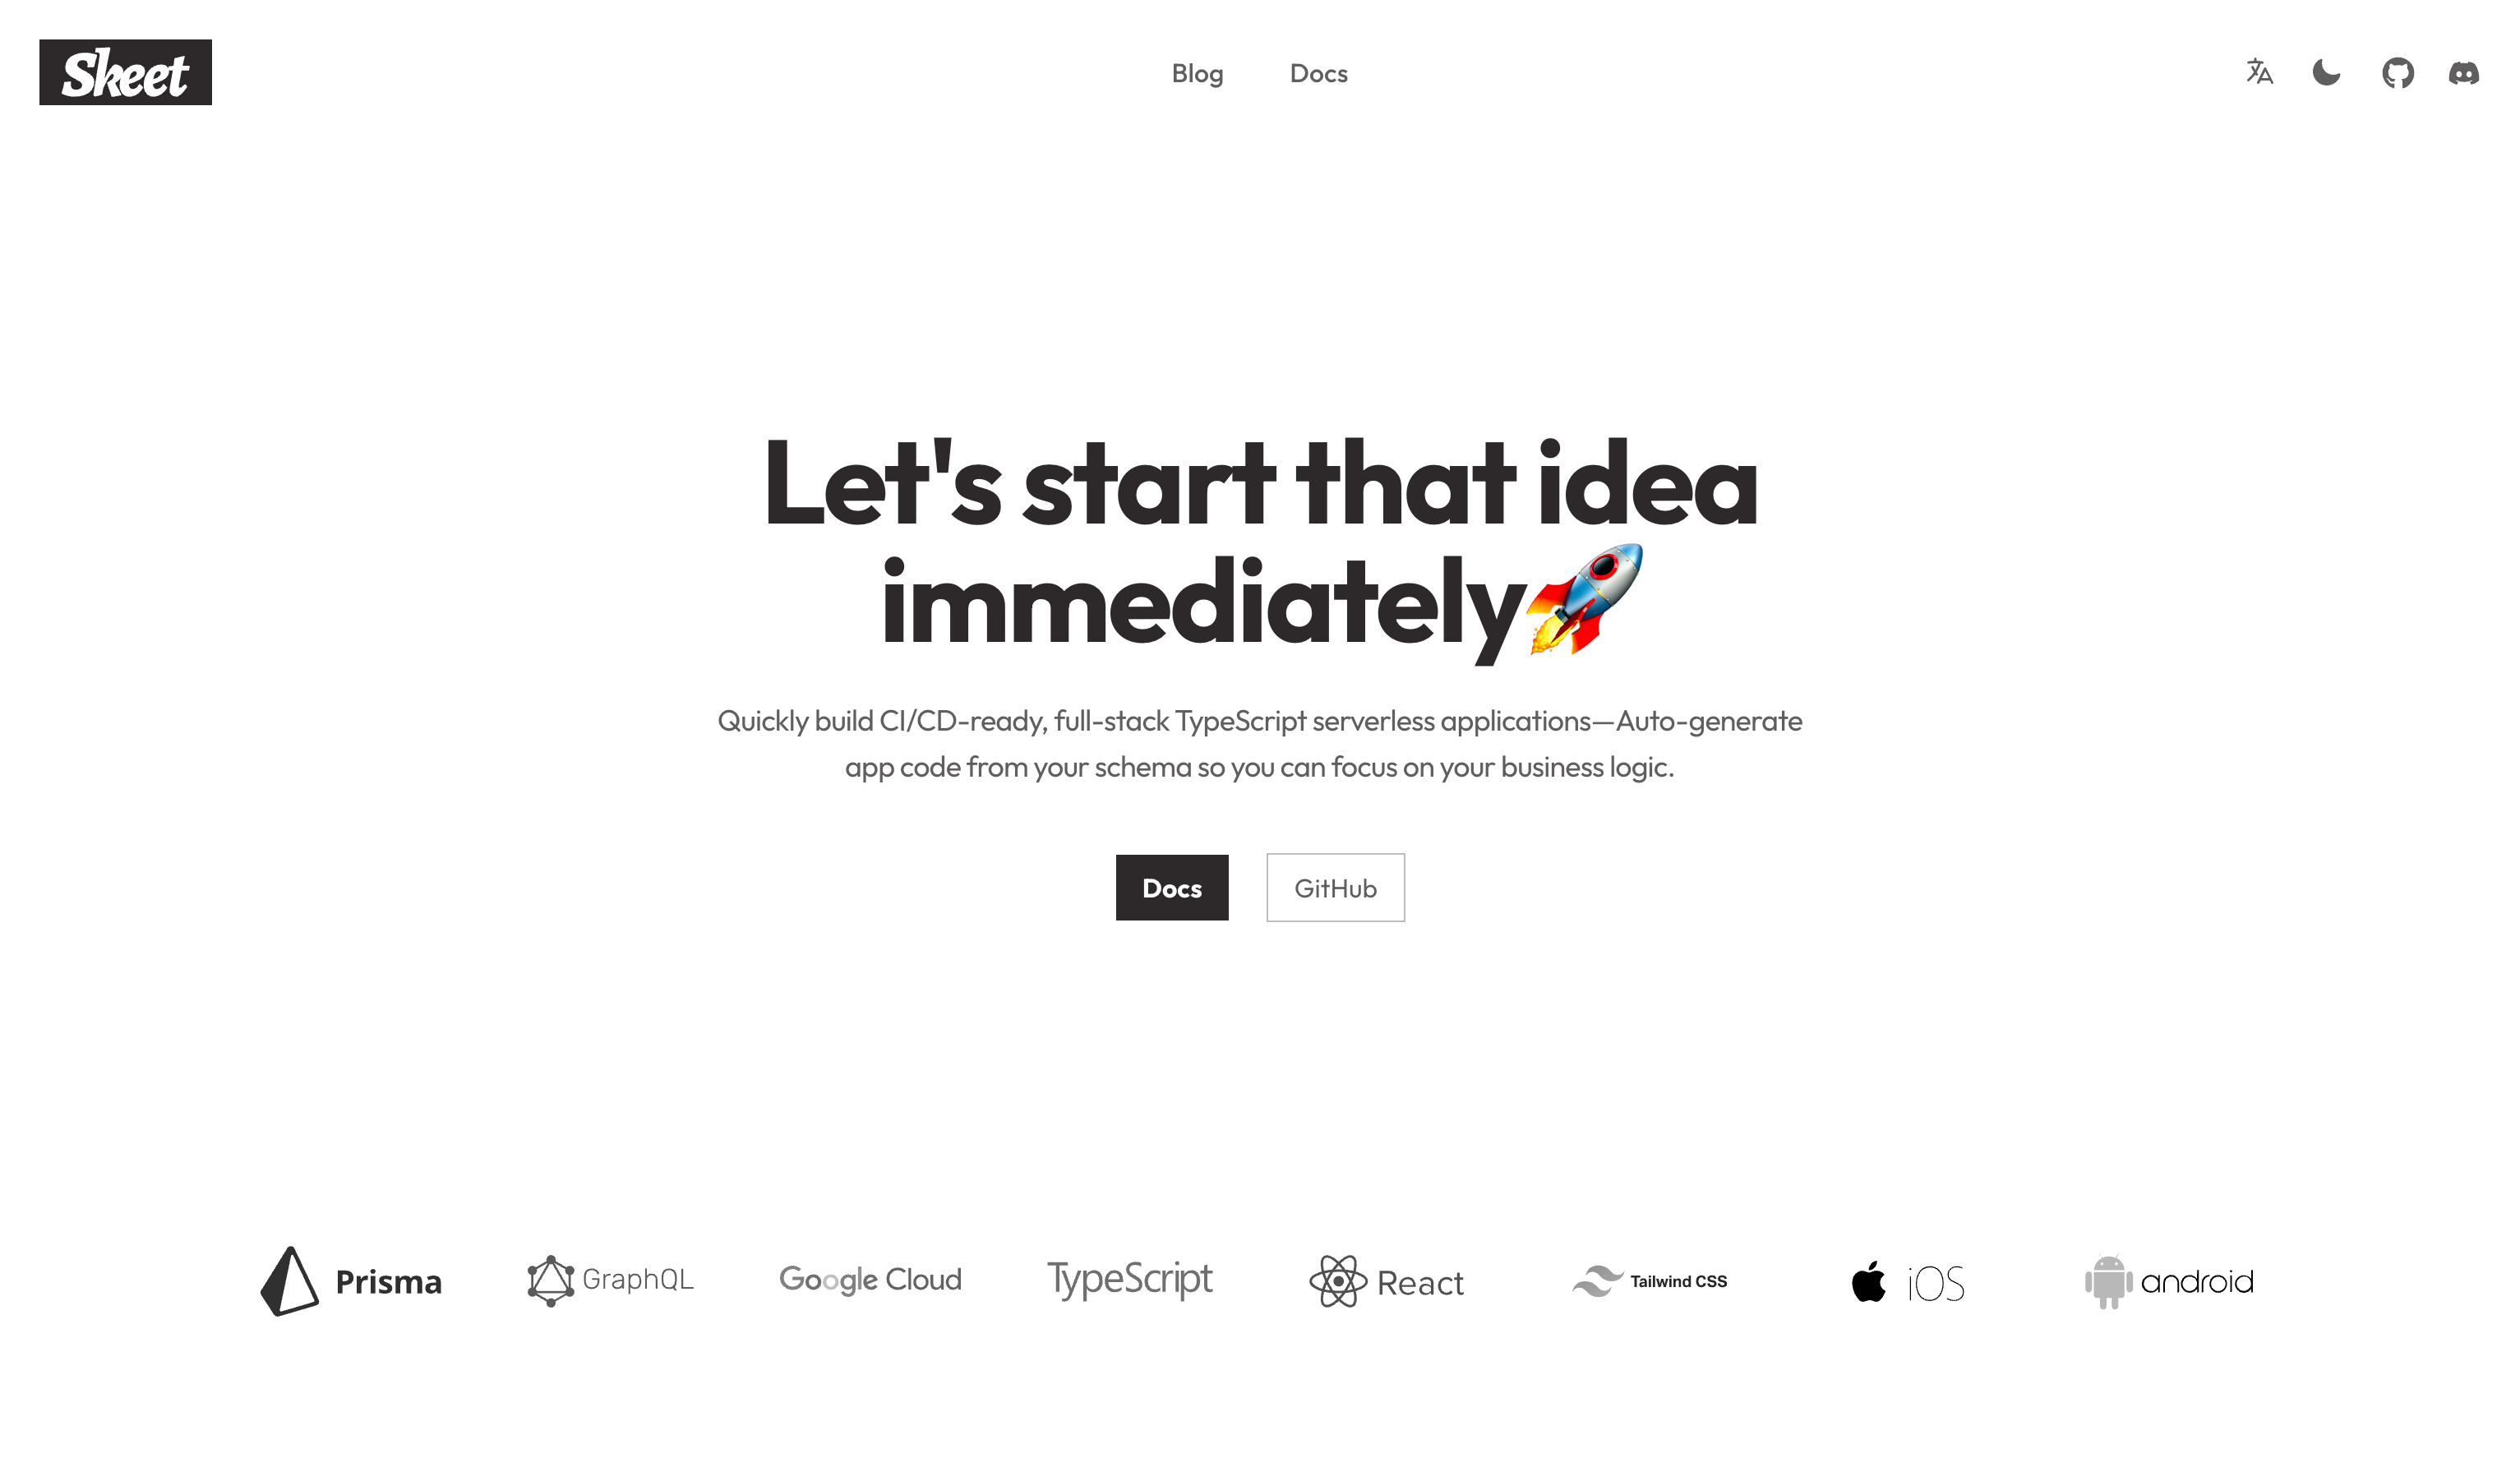 Skeet
Blog
Docs
Let's start that idea
immediately🚀
Quickly build CI/CD-ready, full-stack TypeScript serverless applications—Auto-generate
app code from your schema so you can focus on your business logic.
Docs
GitHub
Prisma
GraphQL
Google Cloud
TypeScript
React
Tailwind CSS
iOS
android